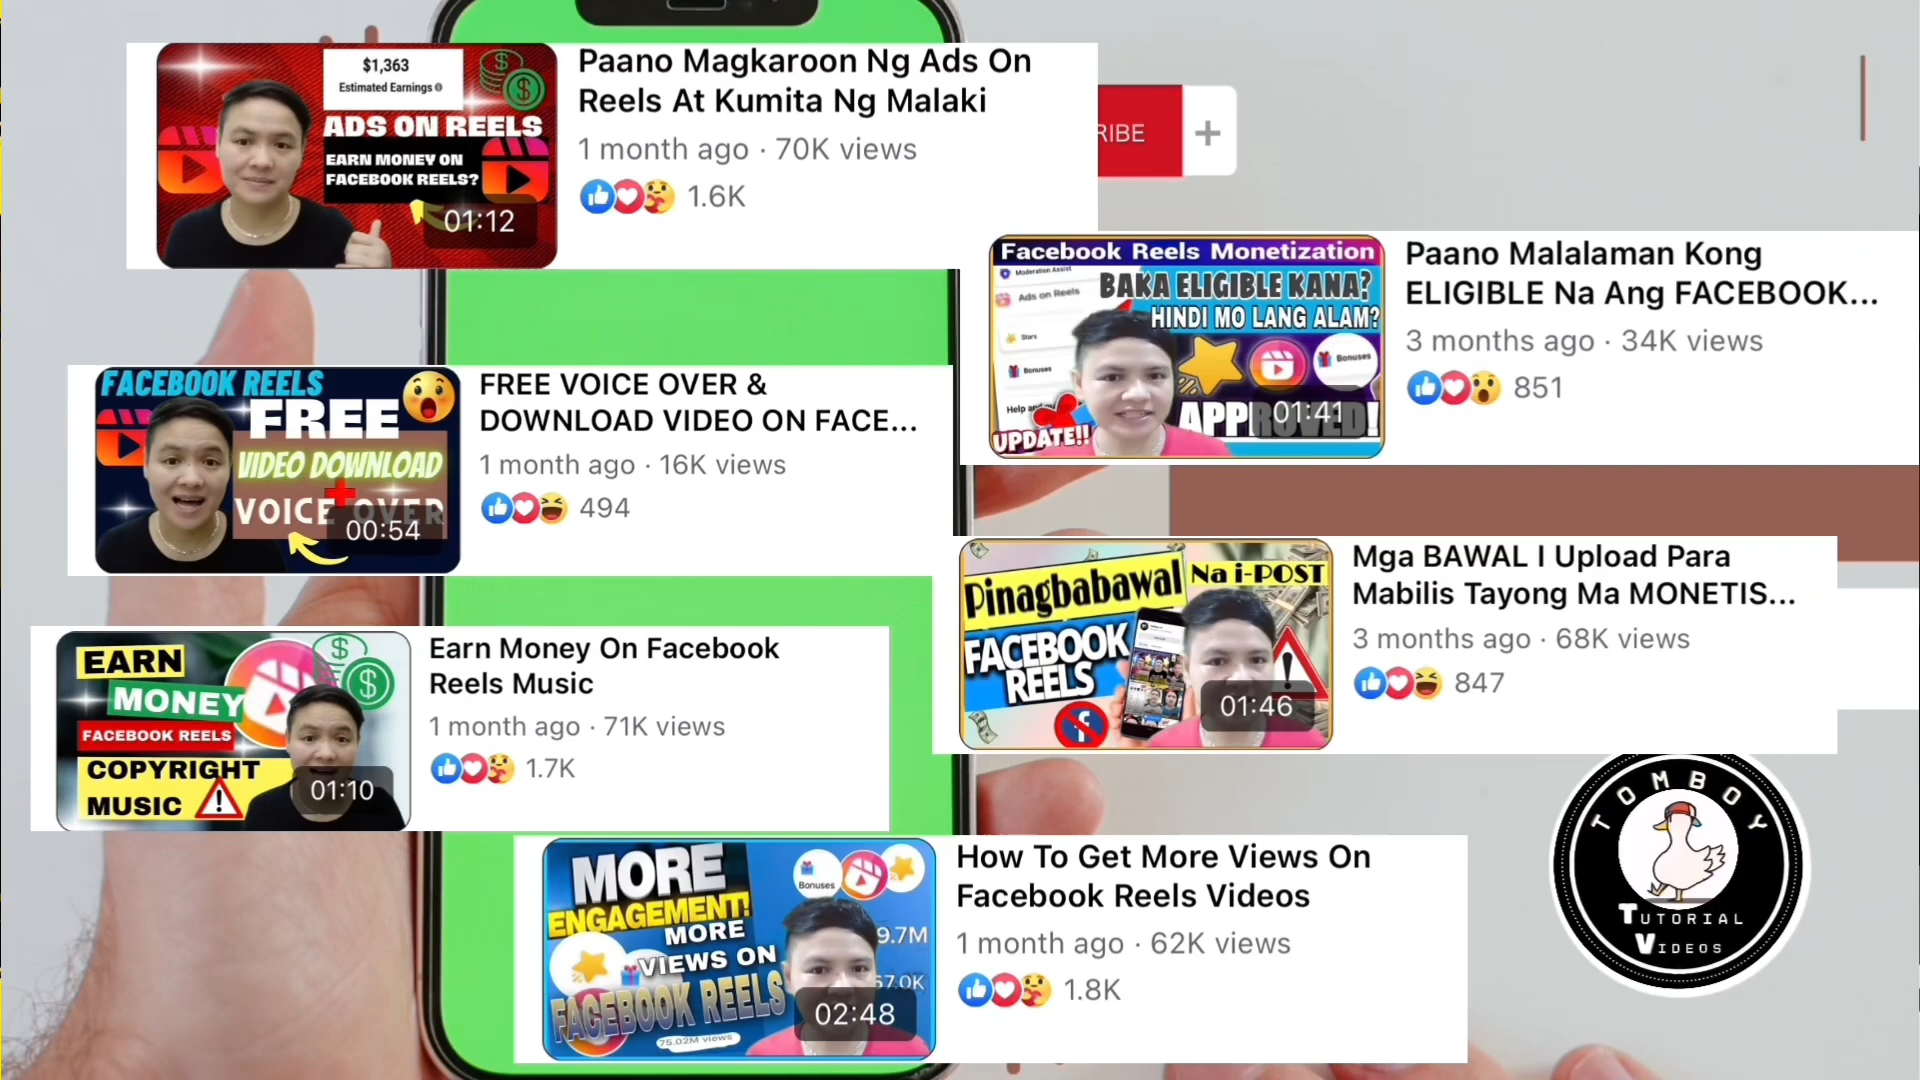 $1,363
Estimated Earnings
ADS ON REELS
EARN MONEY ON
FACEBOOK REELS?
01:12
Paano Magkaroon Ng Ads On
Reels At Kumita Ng Malaki
1 month ago · 70K views
1.6K
RIBE
+
Facebook Reels Monetization
Moderation Assist
Ads on Reels
Stars
Bonuses
BAKA ELIGIBLE KANA?
HINDI MO LANG ALAM?
Bonuses
UPDATE!!
APPROVED!
01:41
Paano Malalaman Kong
ELIGIBLE Na Ang FACEBOOK...
3 months ago · 34K views
851
FACEBOOK REELS
FREE
VIDEO DOWNLOAD
VOICE OVER
00:54
FREE VOICE OVER &
DOWNLOAD VIDEO ON FACE...
1 month ago · 16K views
494
Pinagbabawal
Na i-POST
FACEBOOK
REELS
01:46
Mga BAWAL I Upload Para
Mabilis Tayong Ma MONETIS...
3 months ago · 68K views
847
EARN
MONEY
FACEBOOK REELS
COPYRIGHT
MUSIC
01:10
Earn Money On Facebook
Reels Music
1 month ago · 71K views
1.7K
MORE
ENGAGEMENT!
MORE
VIEWS ON
FACEBOOK REELS
Bonuses
9.7M
67.0K
75.02M views
02:48
How To Get More Views On
Facebook Reels Videos
1 month ago · 62K views
1.8K
TOMBOY
TUTORIAL
VIDEOS